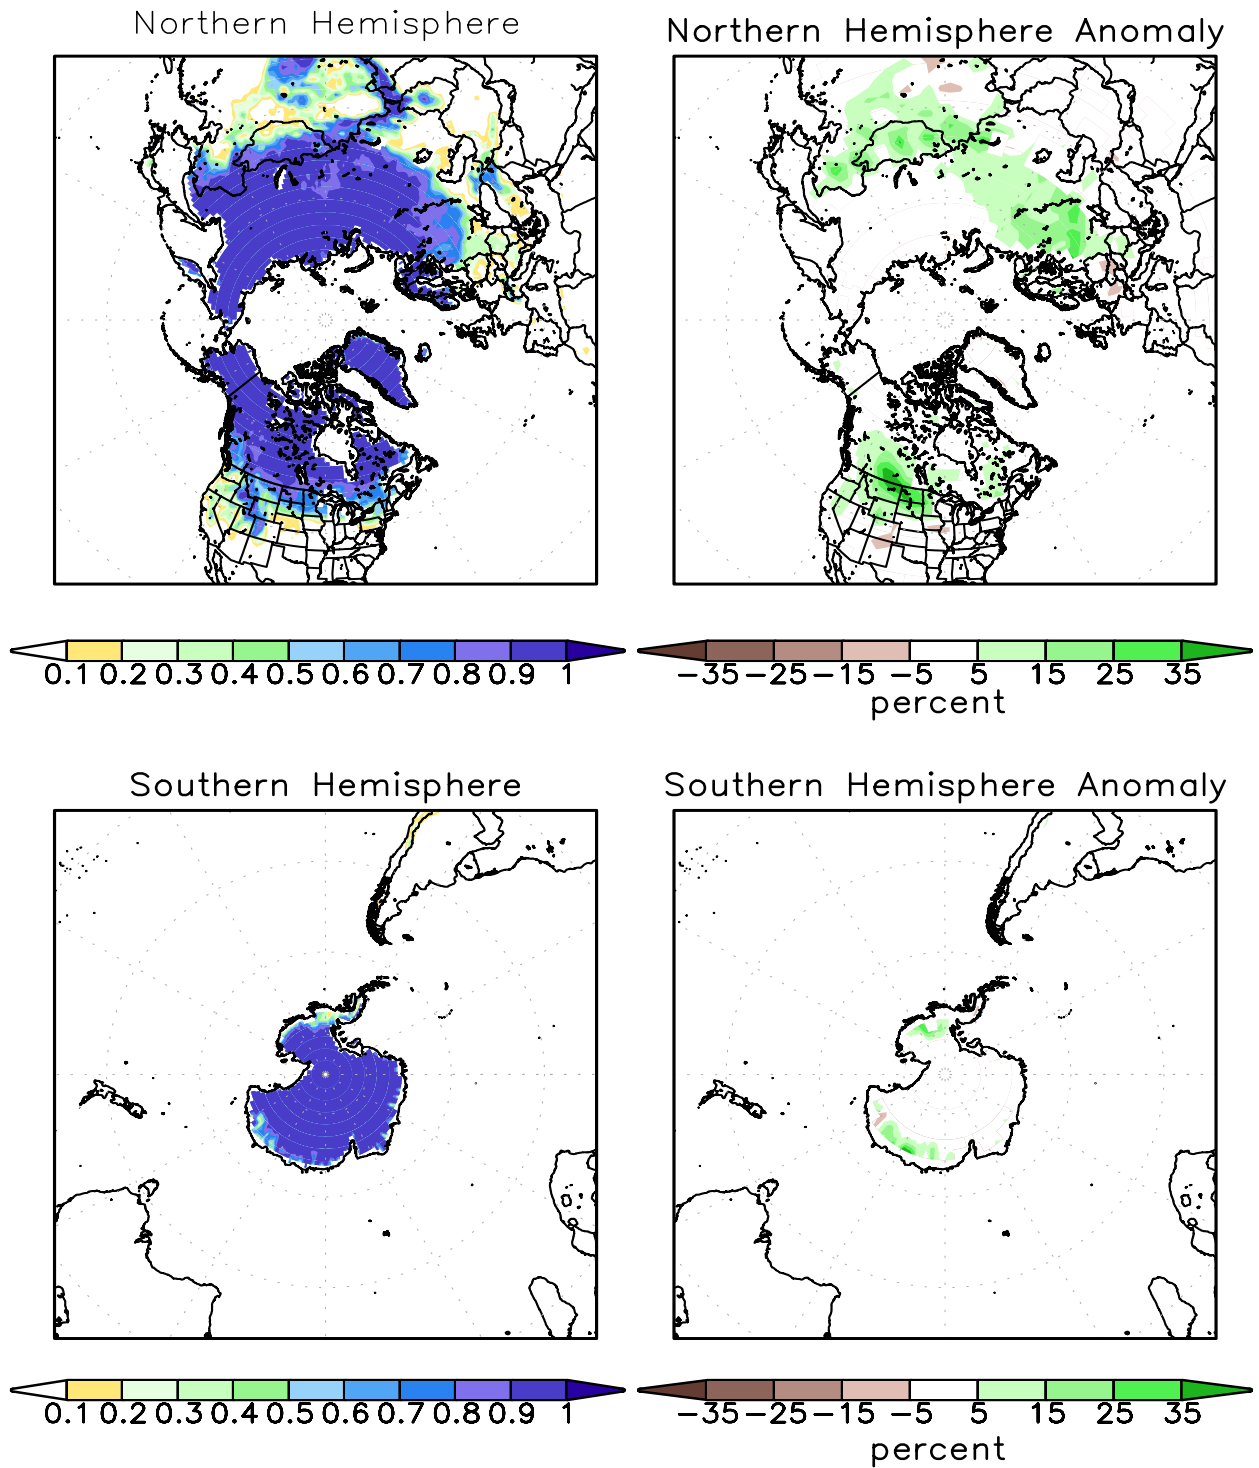 Northern Hemisphere
Northern Hemisphere Anomaly
0.1 0.2 0.3 0.4 0.5 0.6 0.7 0.8 0.9 1
-35 -25 -15 -5 5 15 25 35
percent
Southern Hemisphere
Southern Hemisphere Anomaly
0.1 0.2 0.3 0.4 0.5 0.6 0.7 0.8 0.9 1
-35 -25 -15 -5 5 15 25 35
percent